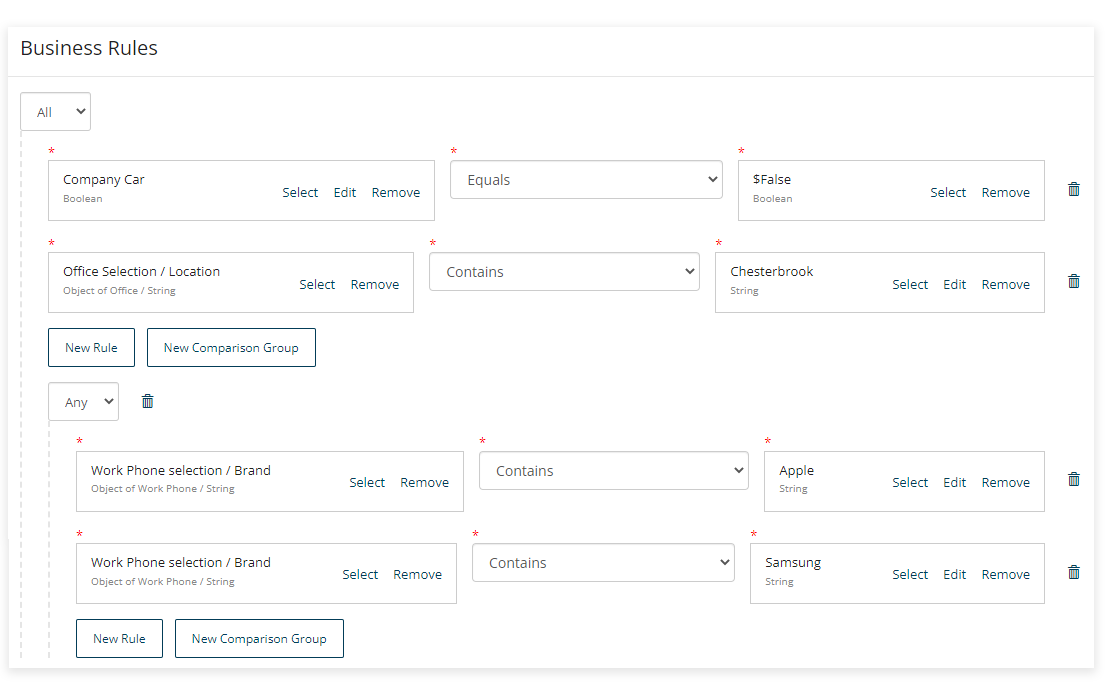 Business Rules
All
* * *
Company Car Select Edit Remove Equals $False Select Remove
Boolean Boolean
* * *
Office Selection / Location Select Remove Contains Chesterbrook Select Edit Remove
Object of Office / String String
New Rule New Comparison Group
Any
* * *
Work Phone selection / Brand Select Remove Contains Apple Select Edit Remove
Object of Work Phone / String String
* * *
Work Phone selection / Brand Select Remove Contains Samsung Select Edit Remove
Object of Work Phone / String String
New Rule New Comparison Group